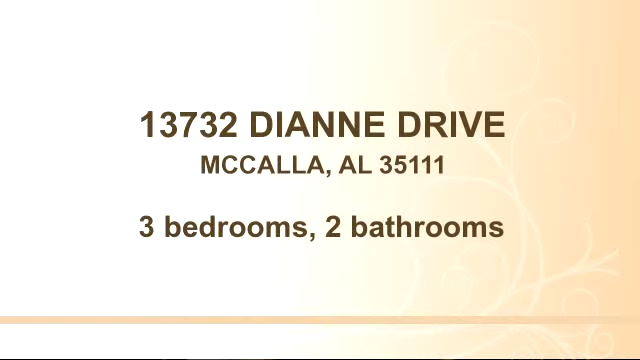 13732 DIANNE DRIVE
MCCALLA, AL 35111
3 bedrooms, 2 bathrooms